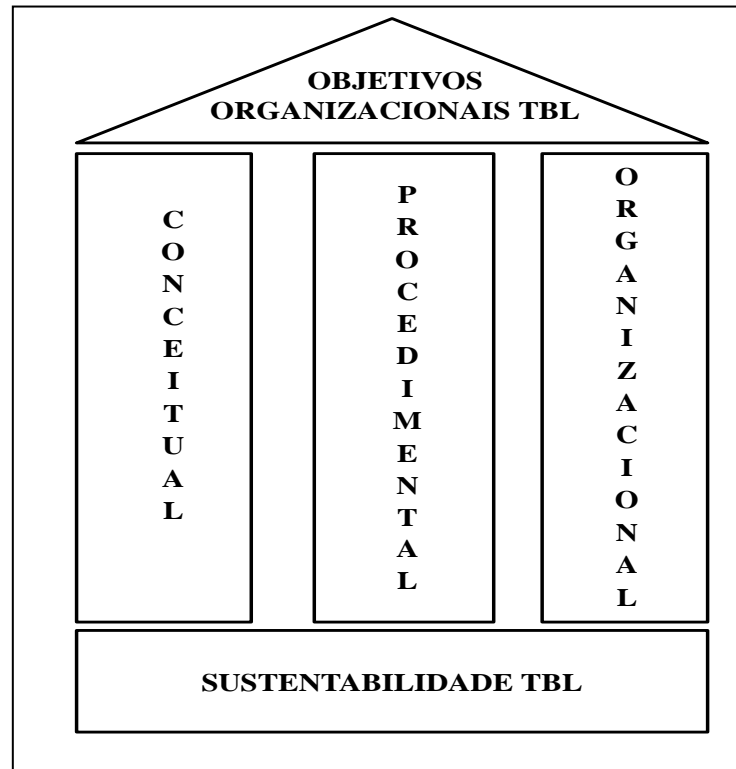 OBJETIVOS
ORGANIZACIONAIS TBL
CONCEITUAL
PROCEDIMENTAL
ORGANIZACIONAL
SUSTENTABILIDADE TBL